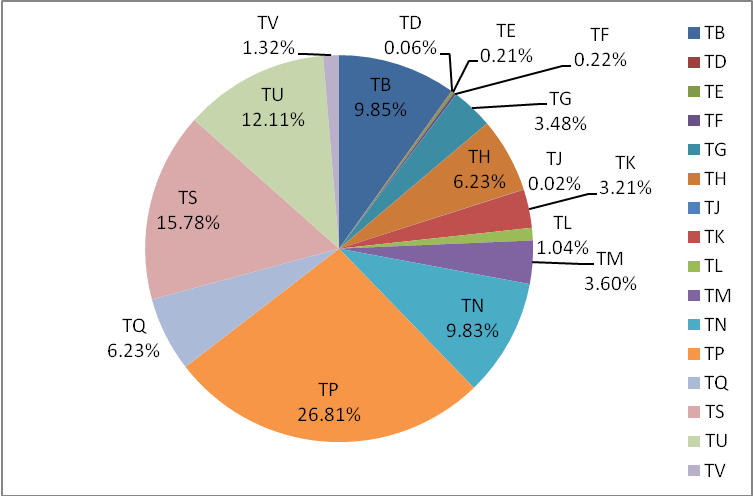 TV
1.32%
TD
0.06%
TE
0.21%
TF
0.22%
TB
9.85%
TG
3.48%
TH
6.23%
TJ
0.02%
TK
3.21%
TL
1.04%
TM
3.60%
TN
9.83%
TP
26.81%
TQ
6.23%
TS
15.78%
TU
12.11%
TB
TD
TE
TF
TG
TH
TJ
TK
TL
TM
TN
TP
TQ
TS
TU
TV